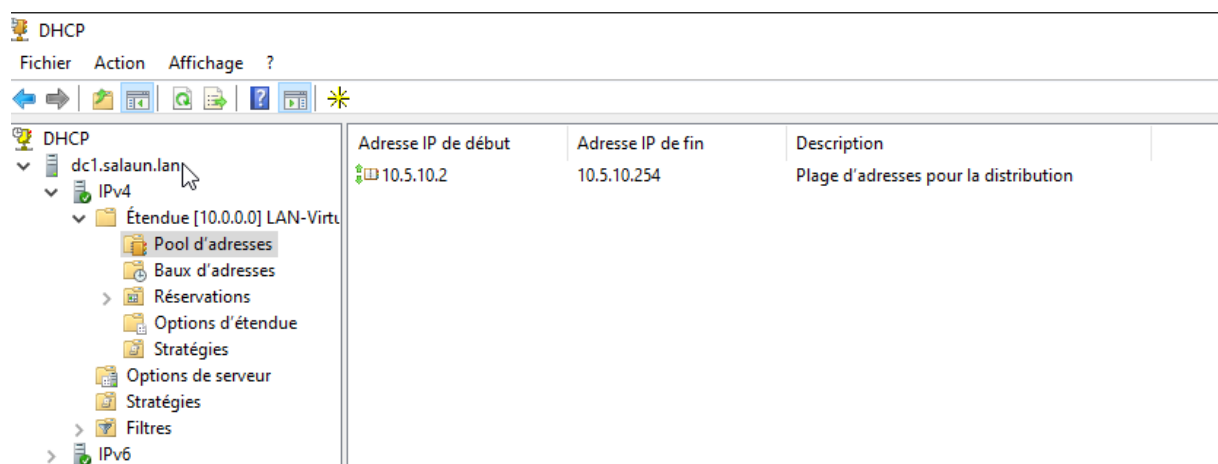 DHCP
Fichier Action Affichage ?
DHCP
dc1.salaun.lan
IPv4
Étendue [10.0.0.0] LAN-Virtu
Pool d'adresses
Baux d'adresses
Réservations
Options d'étendue
Stratégies
Options de serveur
Stratégies
Filtres
IPv6
Adresse IP de début Adresse IP de fin Description
10.5.10.2 10.5.10.254 Plage d'adresses pour la distribution